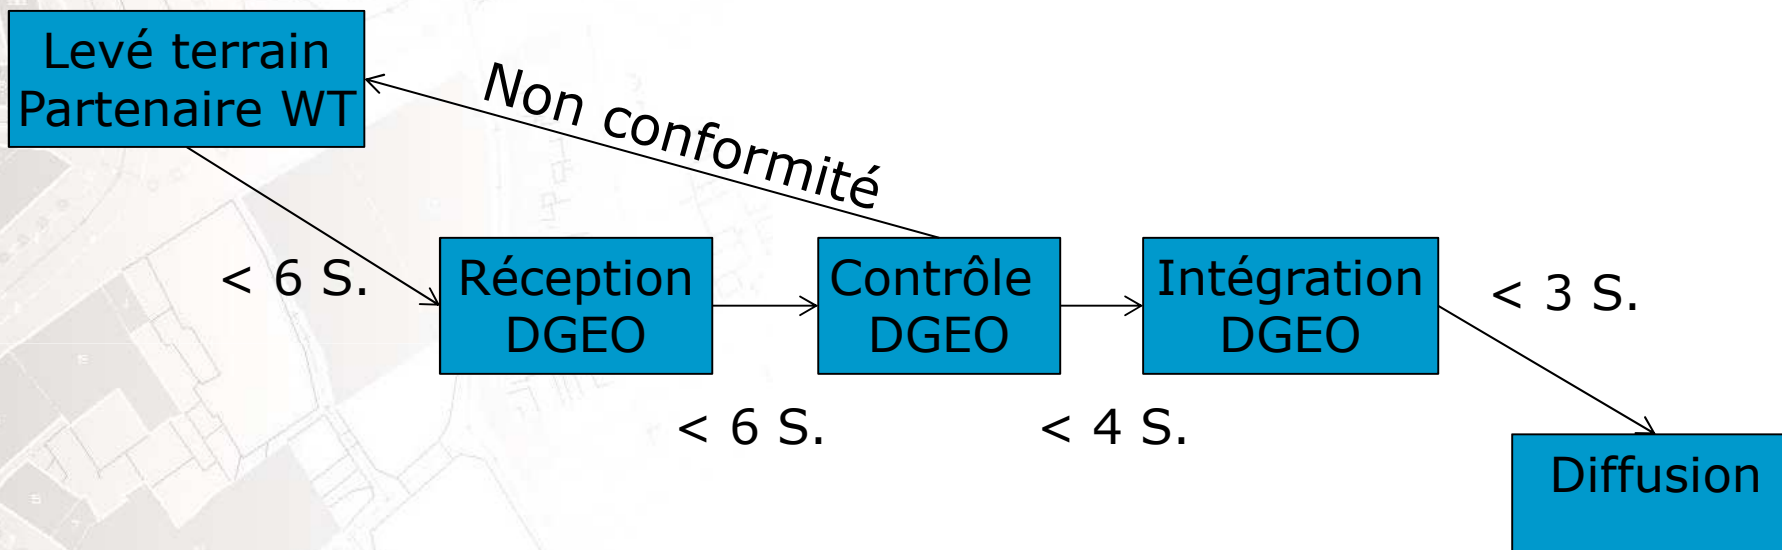 Levé terrain
Partenaire WT
Non conformité
< 6 S.
Réception
DGEO
< 6 S.
Contrôle
DGEO
< 4 S.
Intégration
DGEO
< 3 S.
Diffusion